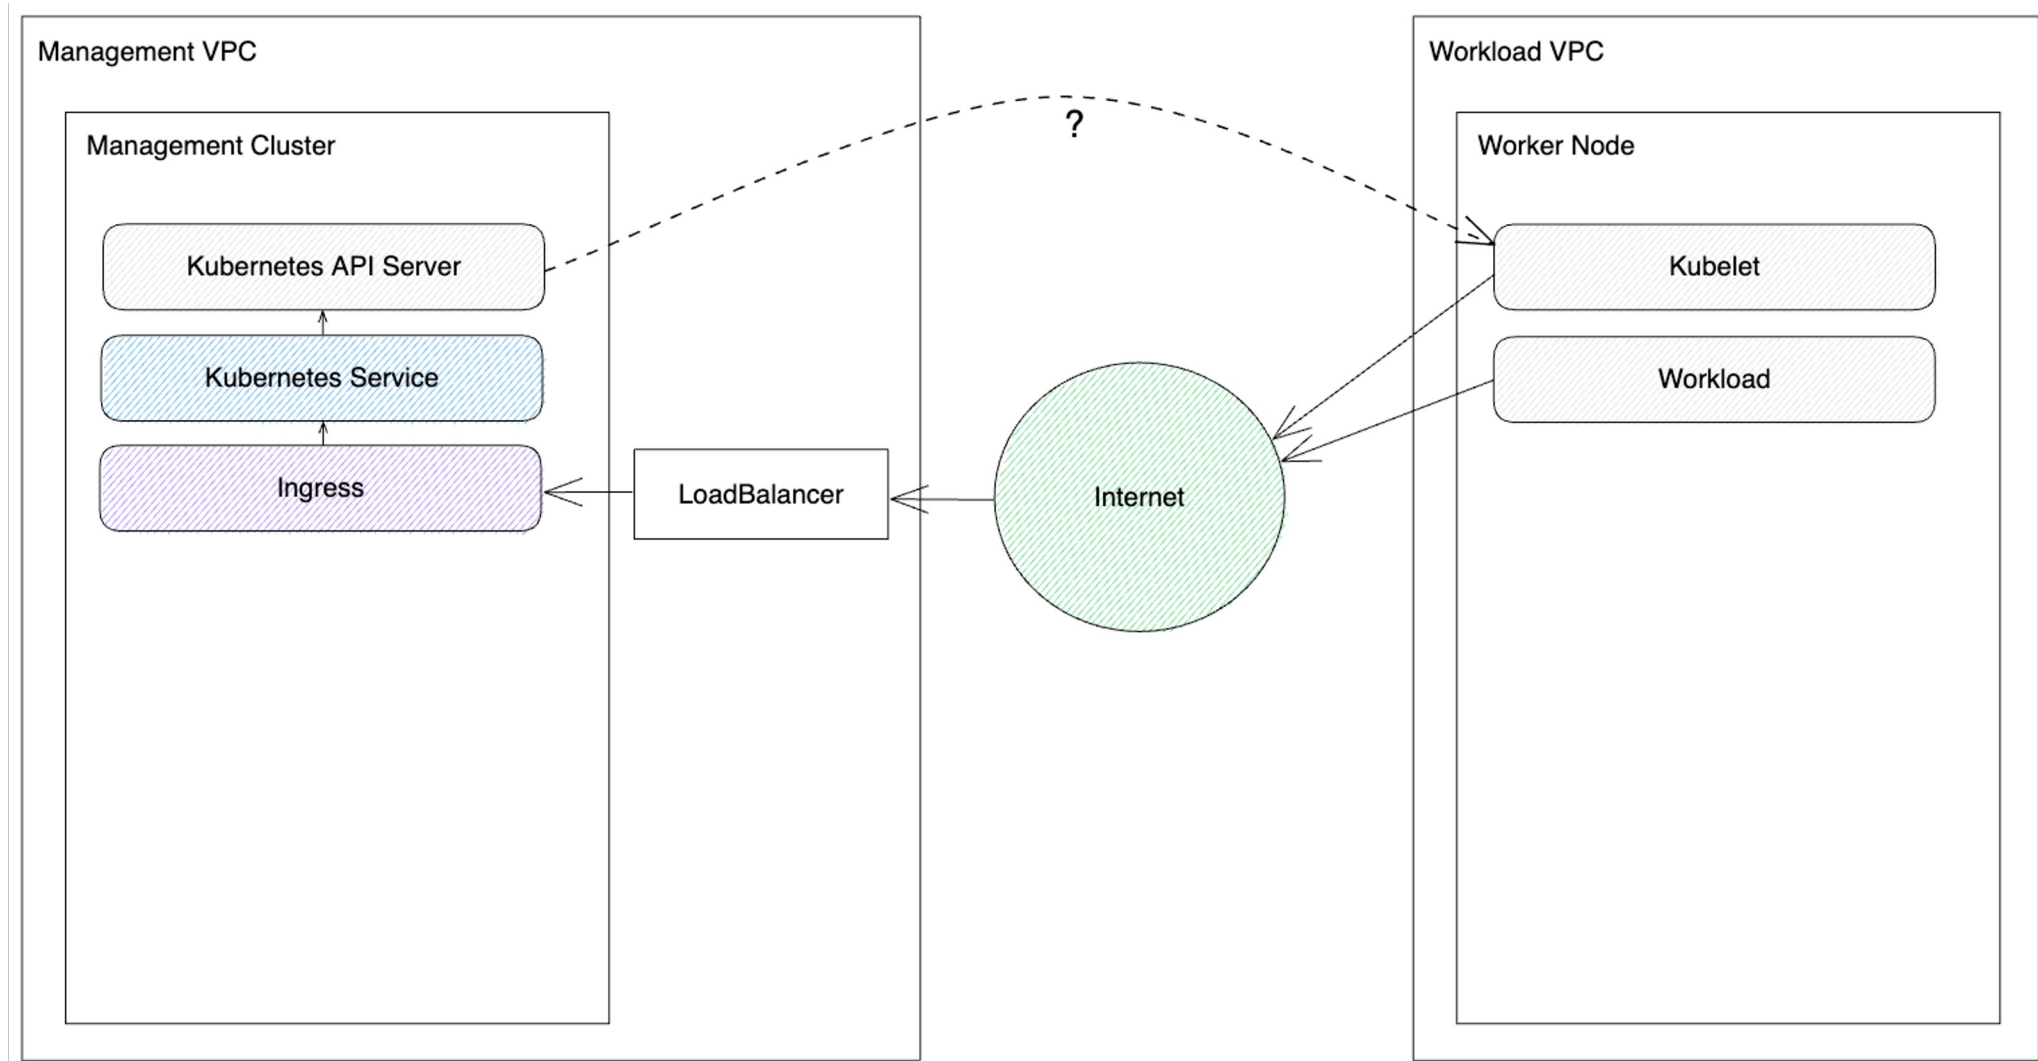 Management VPC
Management Cluster
Kubernetes API Server
Kubernetes Service
Ingress
LoadBalancer
?
Internet
Workload VPC
Worker Node
Kubelet
Workload